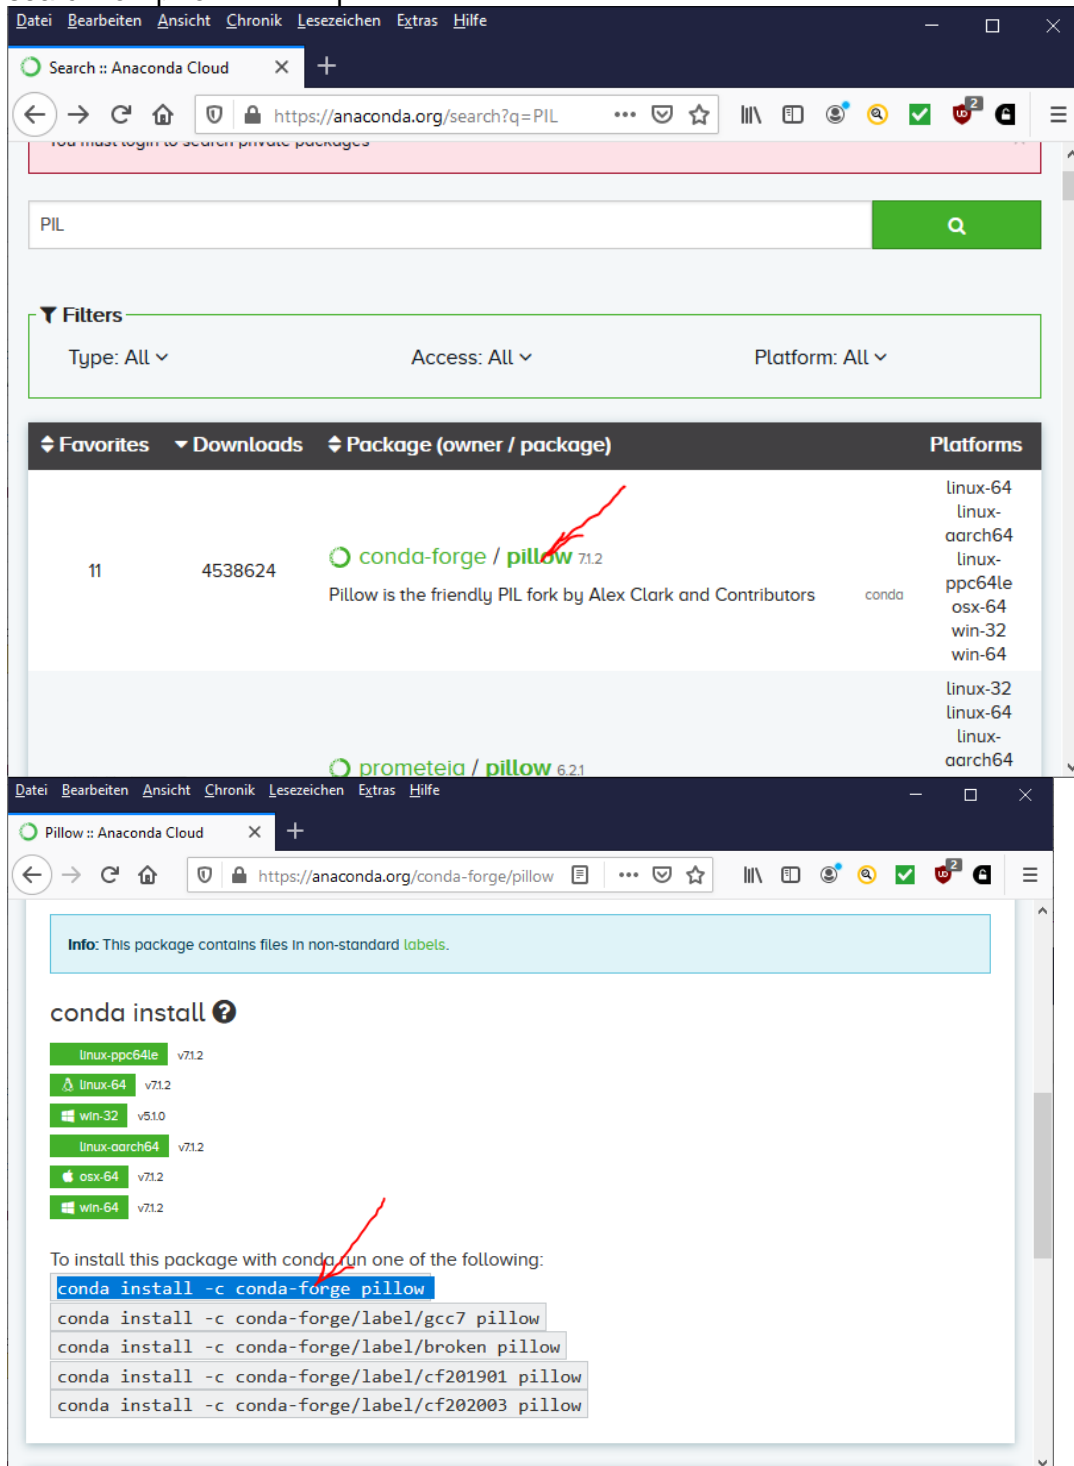 Datei Bearbeiten Ansicht Chronik Lesezeichen Extras Hilfe
Search :: Anaconda Cloud
https://anaconda.org/search?q=PIL
2
You must login to search private packages
PIL
Filters
Type: All
Access: All
Platform: All
Favorites Downloads Package (owner / package) Platforms
11 4538624 conda-forge / pillow 7.1.2
Pillow is the friendly PIL fork by Alex Clark and Contributors
conda
linux-64
linux-
aarch64
linux-
ppc64le
osx-64
win-32
win-64
prometeia / pillow 6.2.1
linux-32
linux-64
linux-
aarch64
Datei Bearbeiten Ansicht Chronik Lesezeichen Extras Hilfe
Pillow :: Anaconda Cloud
https://anaconda.org/conda-forge/pillow
2
Info: This package contains files in non-standard labels.
conda install ?
linux-ppc64le v7.1.2
linux-64 v7.1.2
win-32 v5.1.0
linux-aarch64 v7.1.2
osx-64 v7.1.2
win-64 v7.1.2
To install this package with conda run one of the following:
conda install -c conda-forge pillow
conda install -c conda-forge/label/gcc7 pillow
conda install -c conda-forge/label/broken pillow
conda install -c conda-forge/label/cf201901 pillow
conda install -c conda-forge/label/cf202003 pillow